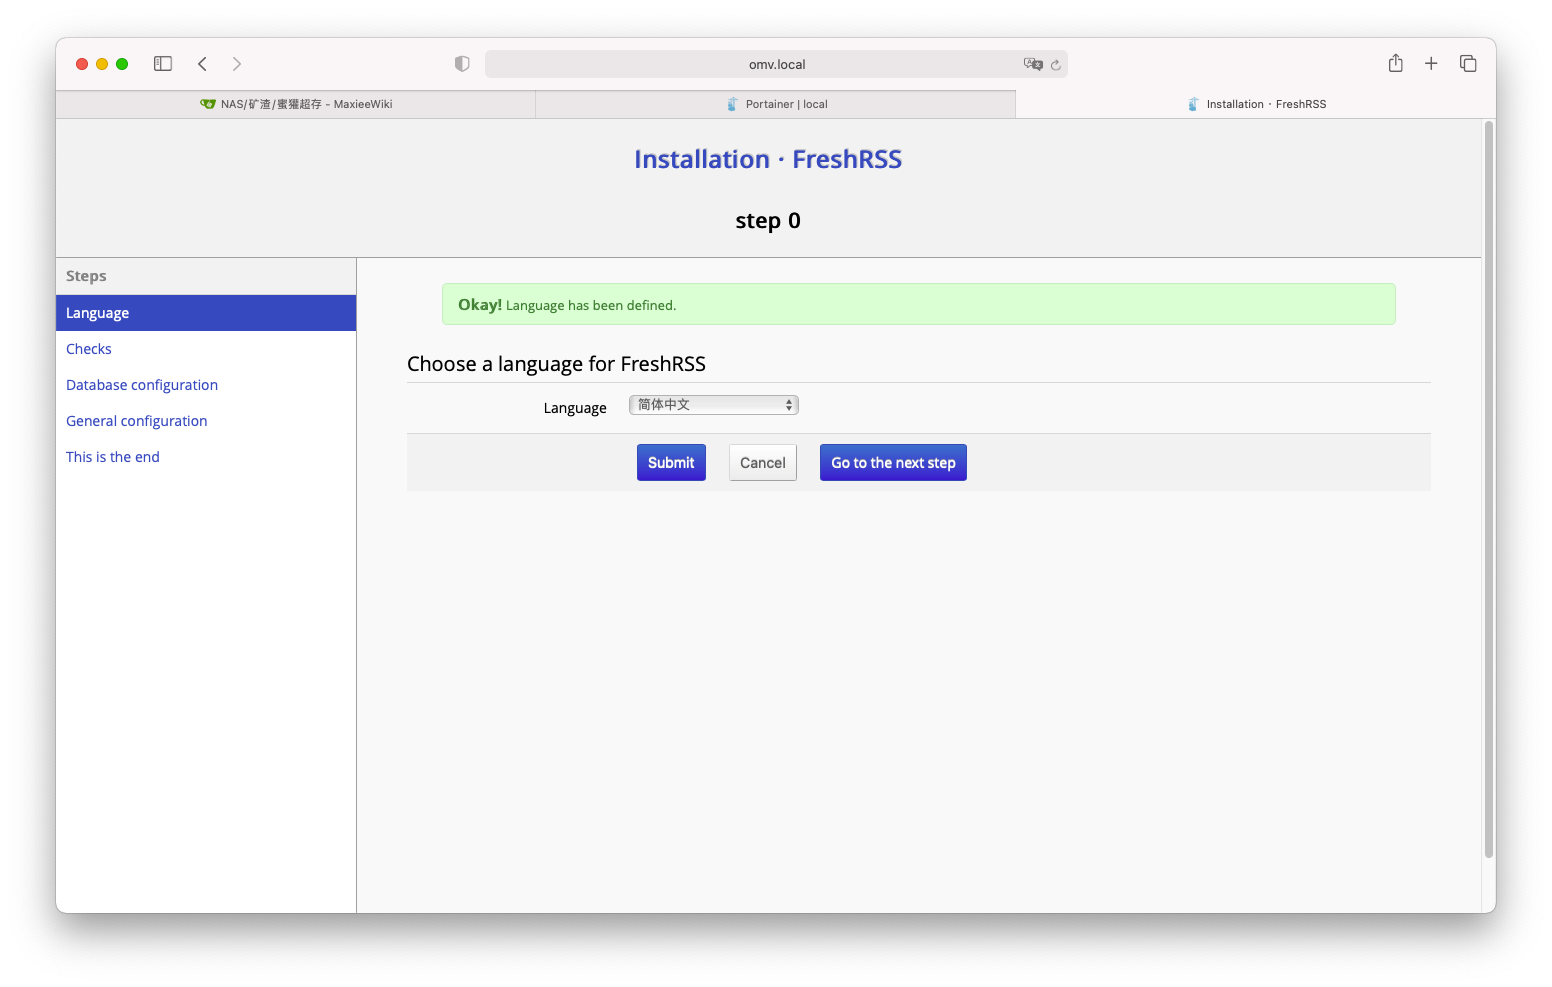 omv.local
NAS/矿渣/蜜獾超存 - MaxieeWiki
Portainer | local
Installation · FreshRSS
Installation · FreshRSS
step 0
Steps
Language
Checks
Database configuration
General configuration
This is the end
Okay! Language has been defined.
Choose a language for FreshRSS
Language 简体中文
Submit Cancel Go to the next step